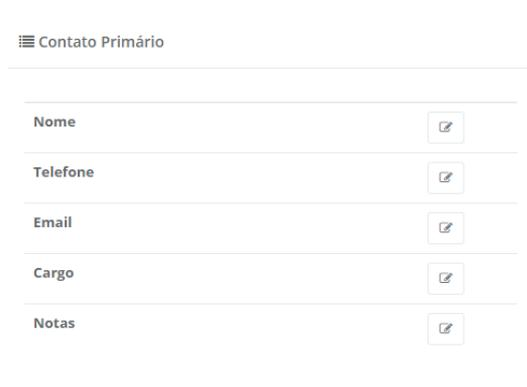 Contato Primário
Nome
Telefone
Email
Cargo
Notas